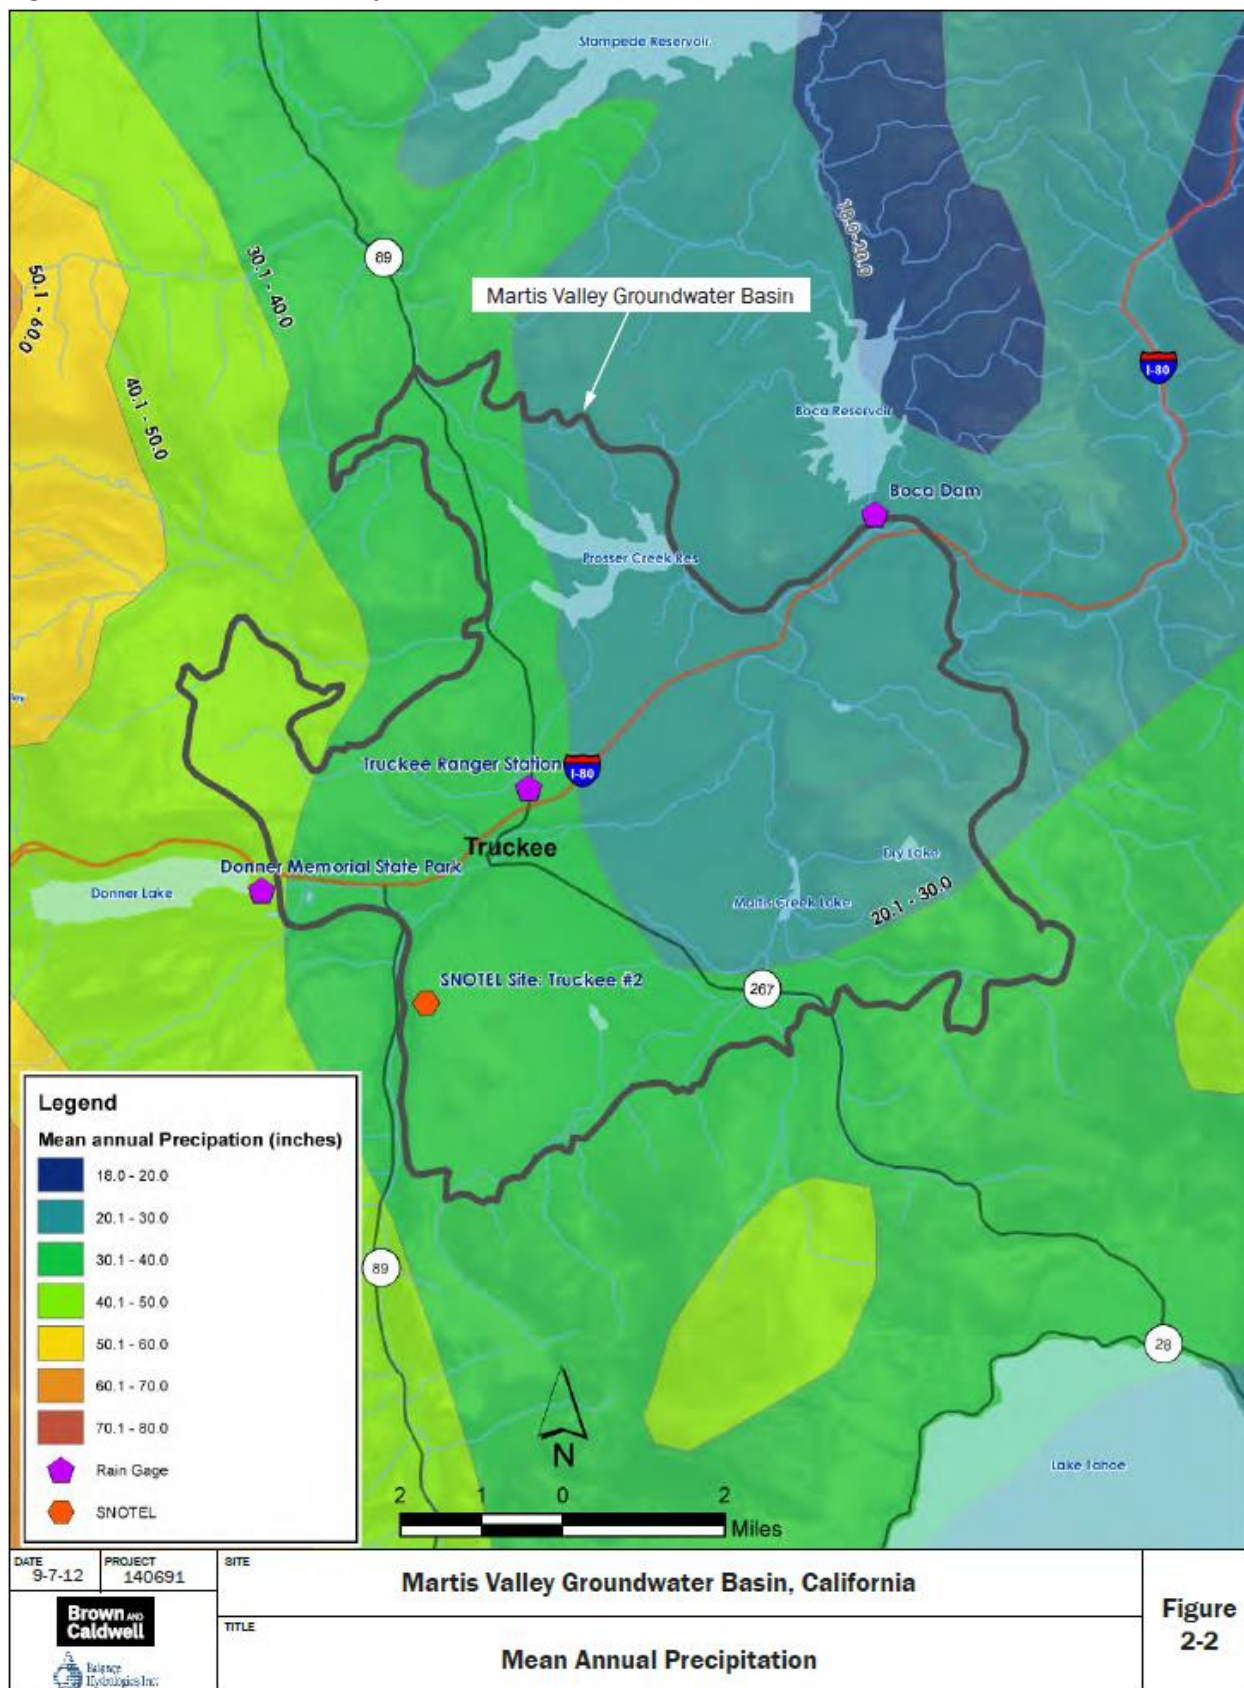 Stampede Reservoir
89
18.0-20.0
30.1 - 40.0
50.1 - 60.0
Martis Valley Groundwater Basin
I-80
40.1 - 50.0
Boca Reservoir
Boca Dam
Prosser Creek Res
Truckee Ranger Station
I-80
Truckee
Dry Lake
Donner Memorial State Park
Donner Lake
Martis Creek Lake
20.1 - 30.0
SNOTEL Site: Truckee #2
267
Legend
Mean annual Precipation (inches)
18.0 - 20.0
20.1 - 30.0
30.1 - 40.0
40.1 - 50.0
50.1 - 60.0
60.1 - 70.0
70.1 - 80.0
Rain Gage
SNOTEL
89
28
N
Lake Tahoe
2 1 0 2
Miles
DATE
9-7-12
PROJECT
140691
SITE
Martis Valley Groundwater Basin, California
Brown AND
Caldwell
TITLE
Mean Annual Precipitation
Balance
Hydrologics Inc.
Figure
2-2